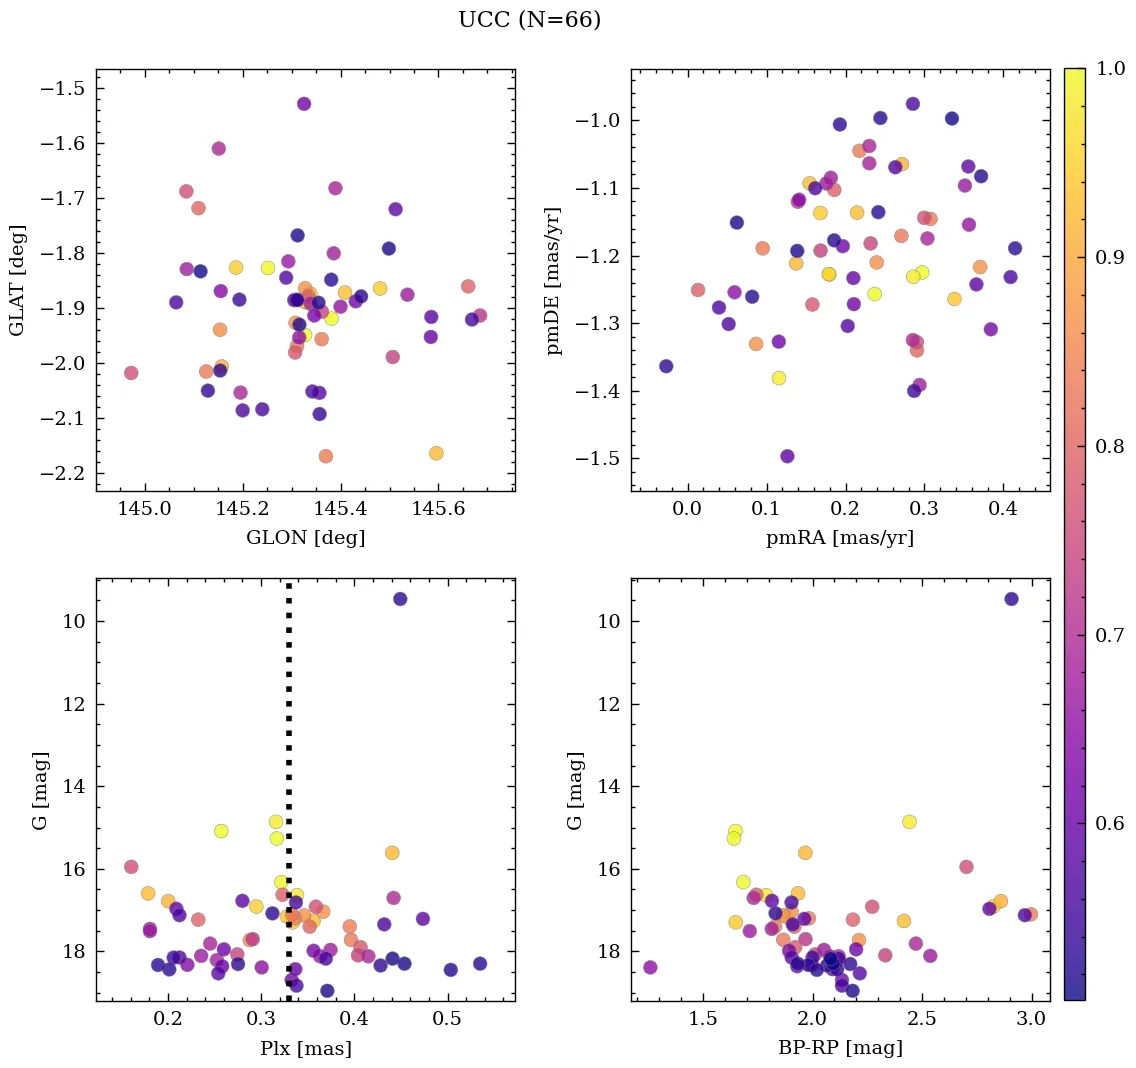 UCC (N=66)
−1.5
−1.6
−1.7
−1.8
−1.9
−2.0
−2.1
−2.2
GLAT [deg]
145.0 145.2 145.4 145.6
GLON [deg]
−1.0
−1.1
−1.2
−1.3
−1.4
−1.5
pmDE [mas/yr]
0.0 0.1 0.2 0.3 0.4
pmRA [mas/yr]
1.0
0.9
0.8
0.7
0.6
10
12
14
16
18
G [mag]
0.2 0.3 0.4 0.5
Plx [mas]
10
12
14
16
18
G [mag]
1.5 2.0 2.5 3.0
BP-RP [mag]